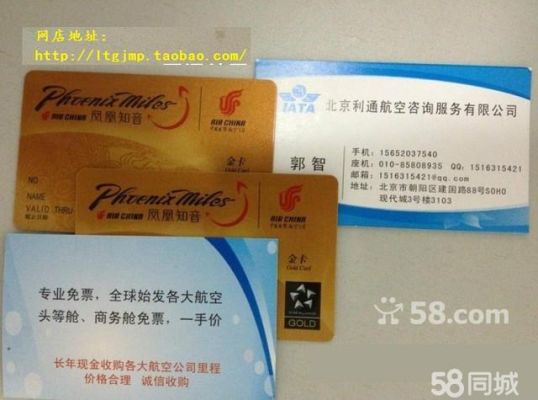 网店地址:
http://ltgjmp.taobao.com/
PhoenixMiles
AIR CHINA 凤凰知音
AIR CHINA
金卡
Gold Card
NO
NAME
VALID THRU
PhoenixMiles
AIR CHINA 凤凰知音
AIR CHINA
金卡
Gold Card
GOLD
IATA
北京利通航空咨询服务有限公司
郭 智
手机: 15652037540
座机: 010-85808935 QQ: 1516315421
邮箱: 1516315421@qq.com
地址: 北京市朝阳区建国路88号SOHO
现代城3号楼3103
专业免票,全球始发各大航空
头等舱、商务舱免票,一手价
长年现金收购各大航空公司里程
价格合理 诚信收购
58.com
58同城